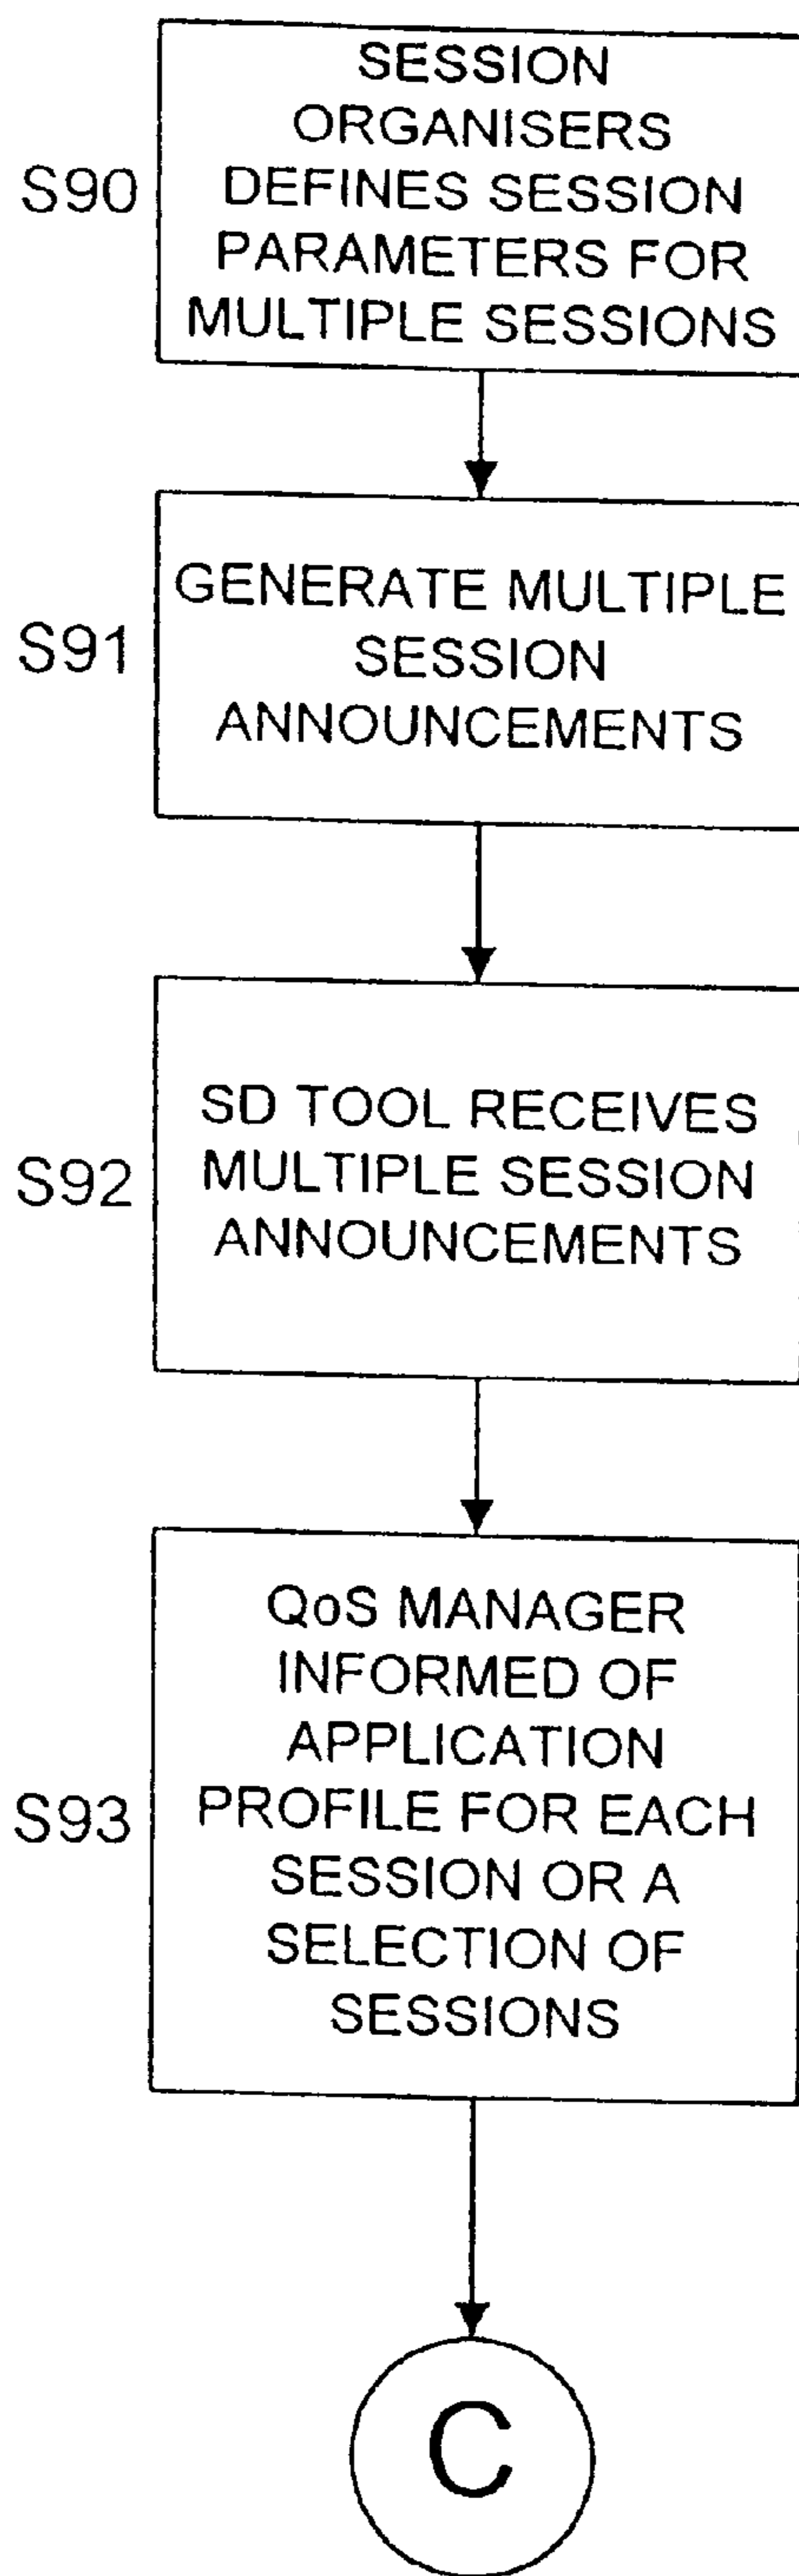 SESSION
ORGANISERS
S90
DEFINES SESSION
PARAMETERS FOR
MULTIPLE SESSIONS
GENERATE MULTIPLE
S91
SESSION
ANNOUNCEMENTS
SD TOOL RECEIVES
S92
MULTIPLE SESSION
ANNOUNCEMENTS
QoS MANAGER
INFORMED OF
APPLICATION
S93
PROFILE FOR EACH
SESSION OR A
SELECTION OF
SESSIONS
C